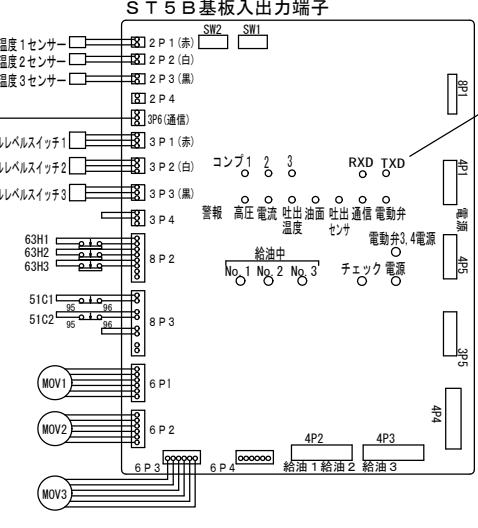 ST5B基板入出力端子
SW2 SW1
温度1センサー 2P1(赤)
温度2センサー 2P2(白)
温度3センサー 2P3(黒)
2P4
3P6(通信)
ルレベルスイッチ1 3P1(赤)
ルレベルスイッチ2 3P2(白)
ルレベルスイッチ3 3P3(黒)
3P4
8P1
コンプ1 2 3 RXD TXD
4P1
警報 高圧 電流 吐出温度 油面 吐出センサ 通信 電動弁
電源
電動弁3,4電源
63H1
63H2
63H3
8P2
給油中
No.1 No.2 No.3
チェック 電源
4P5
51C1 95 96
51C2 95 96
8P3
3P5
MOV1 6P1
MOV2 6P2
4P4
4P2 4P3
6P3 6P4 給油1 給油2 給油3
MOV3